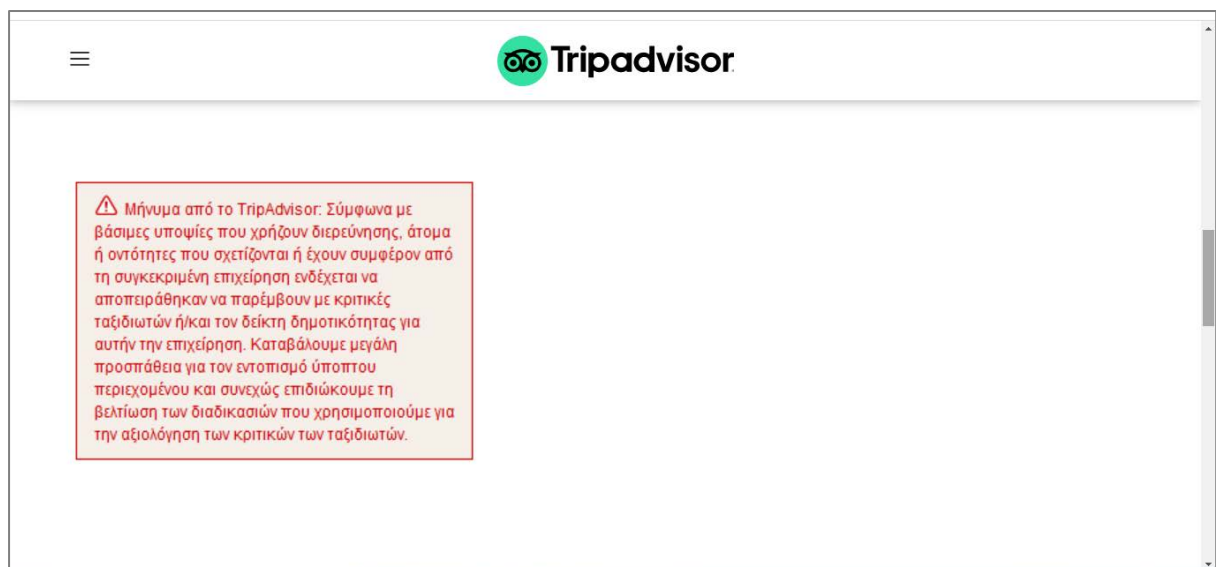 Tripadvisor
Μήνυμα από το TripAdvisor: Σύμφωνα με
βάσιμες υποψίες που χρήζουν διερεύνησης, άτομα
ή οντότητες που σχετίζονται ή έχουν συμφέρον από
τη συγκεκριμένη επιχείρηση ενδέχεται να
αποπειράθηκαν να παρέμβουν με κριτικές
ταξιδιωτών ή/και τον δείκτη δημοτικότητας για
αυτήν την επιχείρηση. Καταβάλουμε μεγάλη
προσπάθεια για τον εντοπισμό ύποπτου
περιεχομένου και συνεχώς επιδιώκουμε τη
βελτίωση των διαδικασιών που χρησιμοποιούμε για
την αξιολόγηση των κριτικών των ταξιδιωτών.